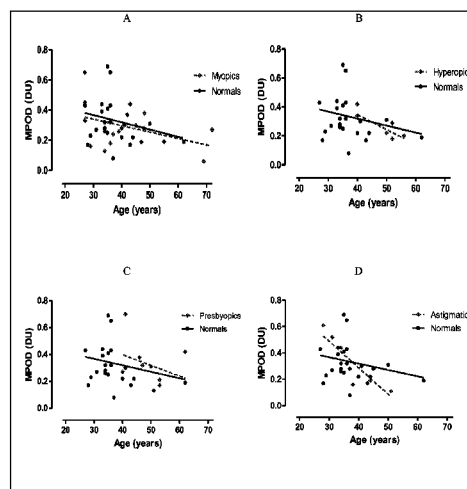 A
0.8
0.6
0.4
0.2
0.0
MPOD (DU)
Myopics
Normals
20 30 40 50 60 70
Age (years)
B
0.8
0.6
0.4
0.2
0.0
MPOD (DU)
Hyperopic
Normals
20 30 40 50 60 70
Age (years)
C
0.8
0.6
0.4
0.2
0.0
MPOD (DU)
Presbyopics
Normals
20 30 40 50 60 70
Age (years)
D
0.8
0.6
0.4
0.2
0.0
MPOD (DU)
Astigmatic
Normals
20 30 40 50 60 70
Age (years)